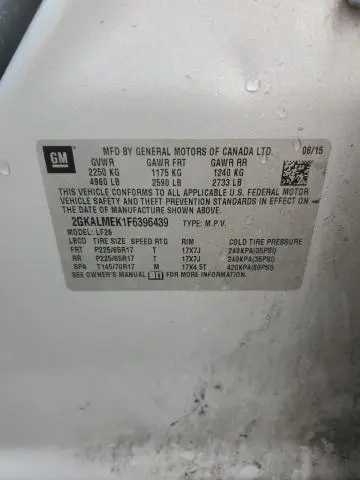 GM
MFD BY GENERAL MOTORS OF CANADA LTD. 06/15
GVWR GAWR FRT GAWR RR
2250 KG 1175 KG 1240 KG
4960 LB 2590 LB 2733 LB
THIS VEHICLE CONFORMS TO ALL APPLICABLE U.S. FEDERAL MOTOR
VEHICLE SAFETY AND THEFT PREVENTION STANDARDS IN EFFECT ON
THE DATE OF MANUFACTURE SHOWN ABOVE.
2GKALMEK1F6396439 TYPE: M.P.V.
MODEL: LF26
LBCD TIRE SIZE SPEED RTG RIM COLD TIRE PRESSURE
FRT P225/65R17 T 17X7J 240KPA(35PSI)
RR P225/65R17 T 17X7J 240KPA(35PSI)
SPA T145/70R17 M 17X4.5T 420KPA(60PSI)
SEE OWNER'S MANUAL FOR ADDITIONAL INFORMATION.